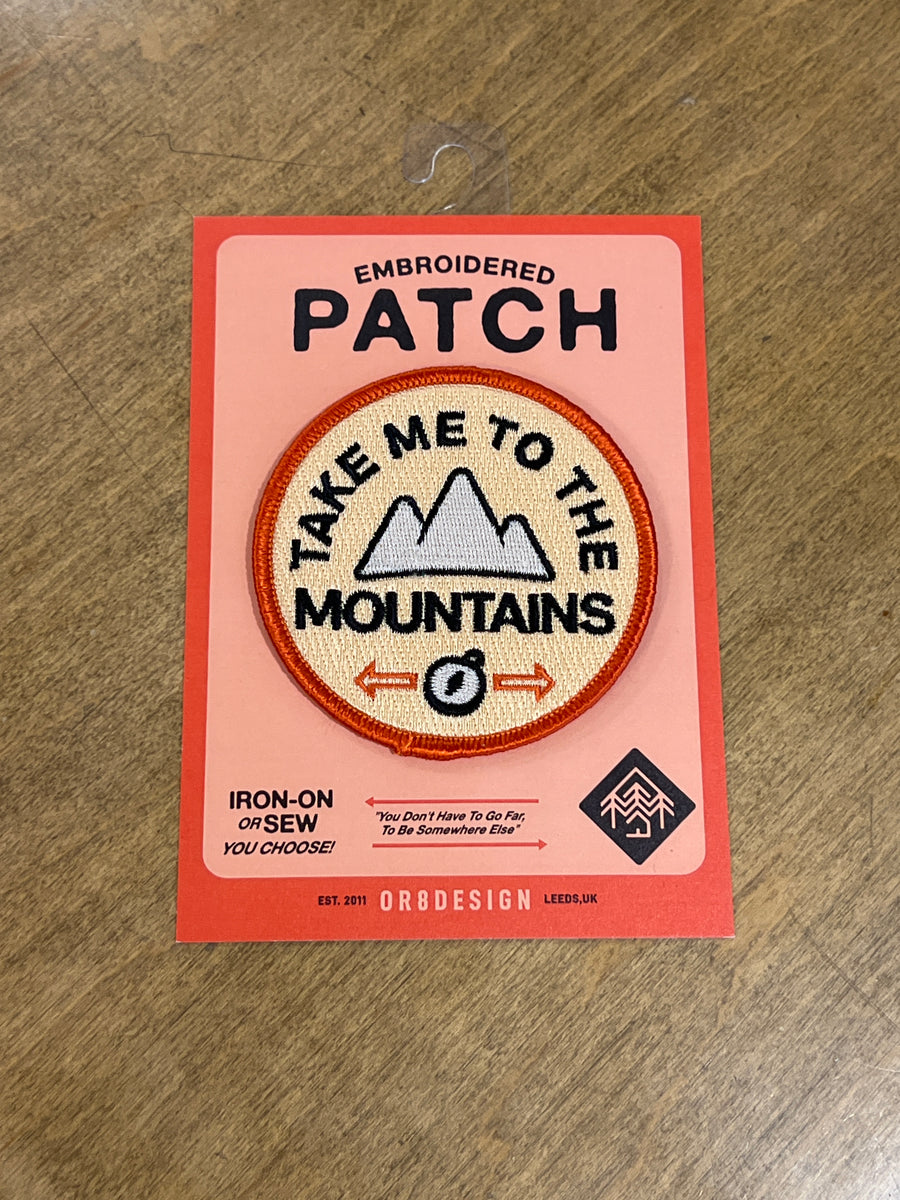 EMBROIDERED
PATCH
TAKE ME TO THE
MOUNTAINS
IRON-ON
OR SEW
YOU CHOOSE!
"You Don't Have To Go Far,
To Be Somewhere Else"
EST. 2011 OR8DESIGN LEEDS,UK